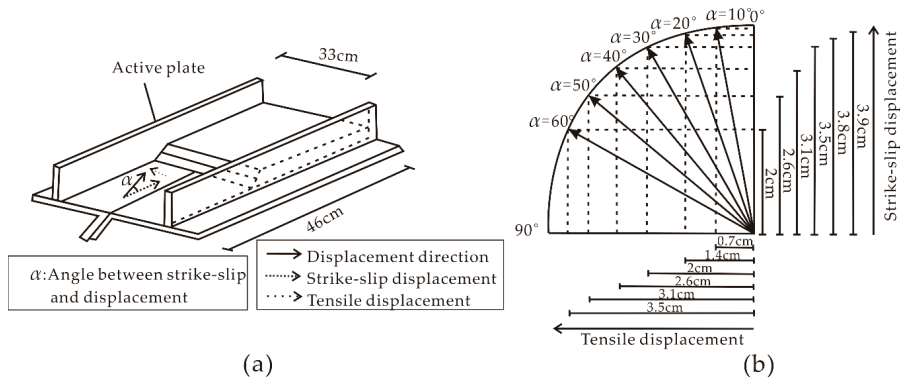 Active plate
33cm
α
46cm
α:Angle between strike-slip
and displacement
Displacement direction
Strike-slip displacement
Tensile displacement
(a)
α=10°
0°
α=20°
α=30°
α=40°
α=50°
α=60°
90°
2cm
2.6cm
3.1cm
3.5cm
3.8cm
3.9cm
Strike-slip displacement
0.7cm
1.4cm
2cm
2.6cm
3.1cm
3.5cm
Tensile displacement
(b)